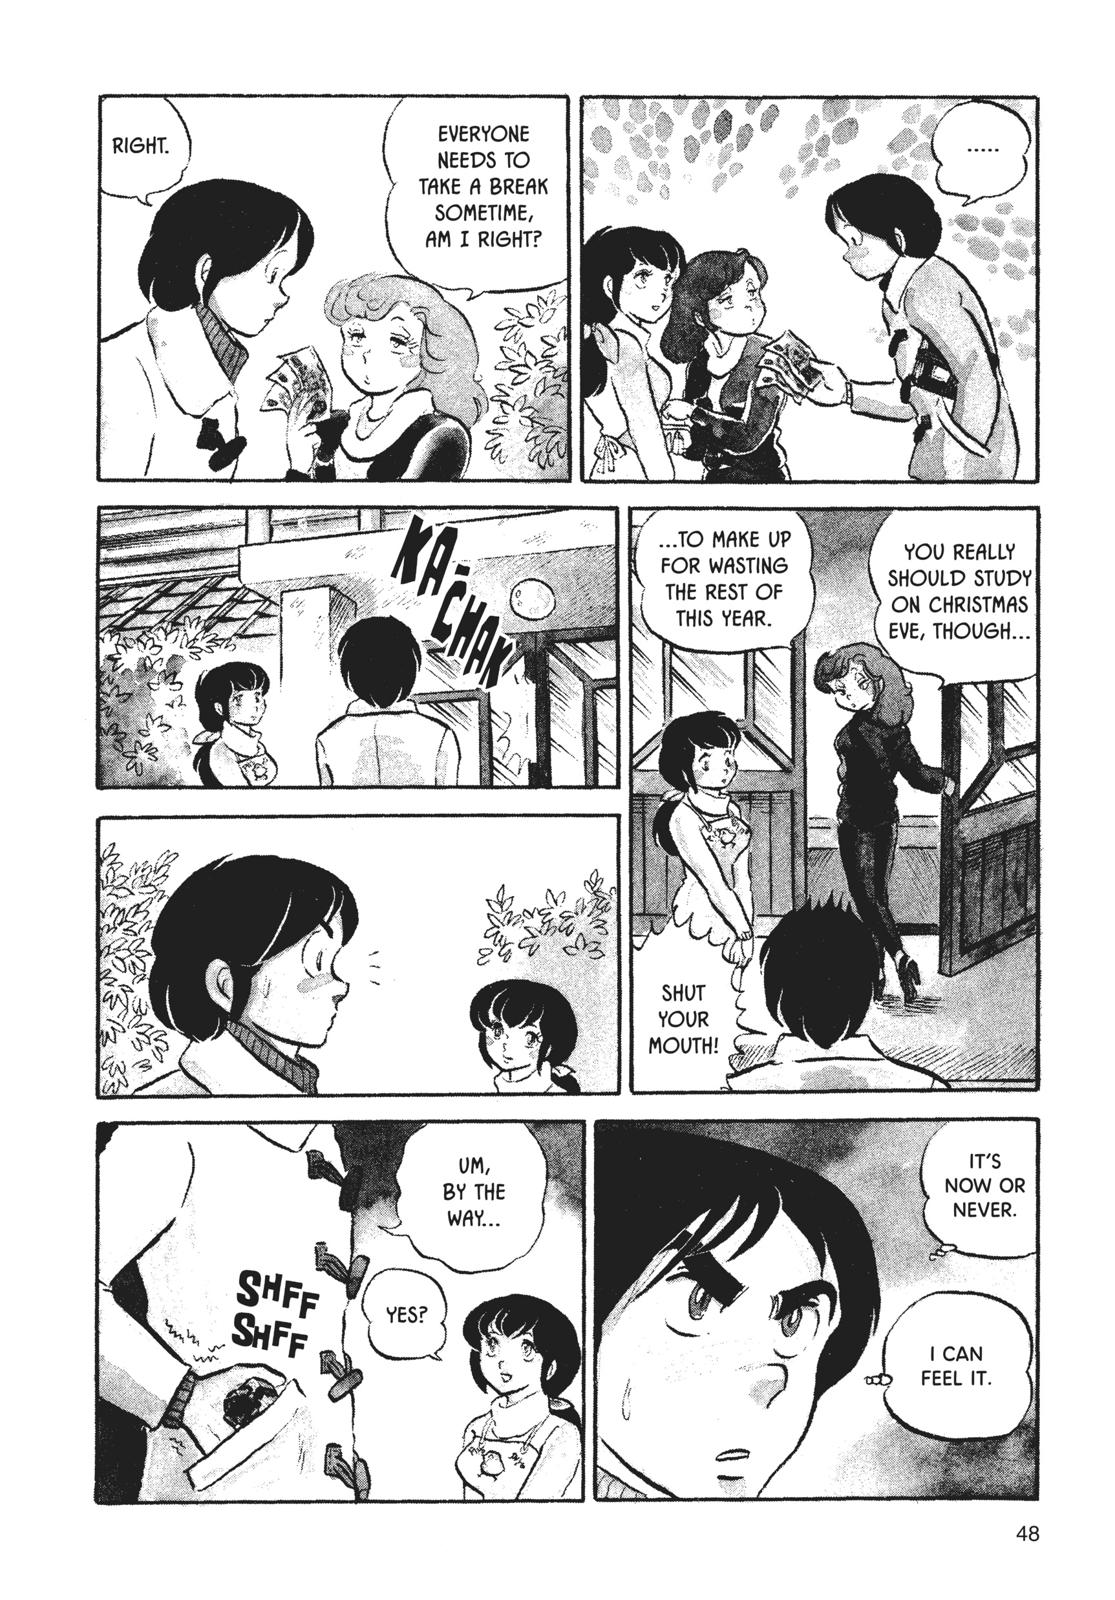 .....
EVERYONE
NEEDS TO
TAKE A BREAK
SOMETIME,
AM I RIGHT?
RIGHT.
YOU REALLY
SHOULD STUDY
ON CHRISTMAS
EVE, THOUGH...
...TO MAKE UP
FOR WASTING
THE REST OF
THIS YEAR.
SHUT
YOUR
MOUTH!
KA-CHAK
UM,
BY THE
WAY...
YES?
SHFF
SHFF
IT'S
NOW OR
NEVER.
I CAN
FEEL IT.
48